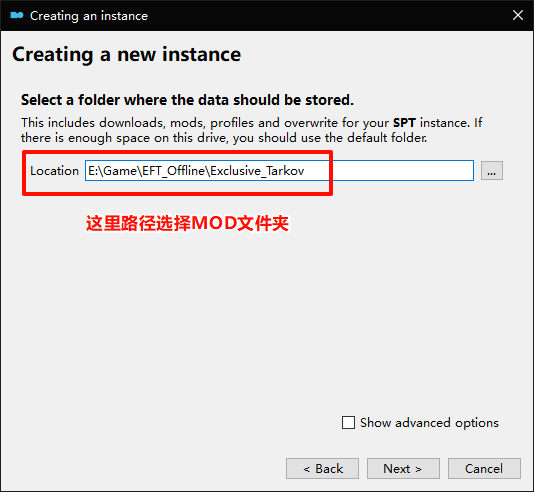 Creating an instance
Creating a new instance
Select a folder where the data should be stored.
This includes downloads, mods, profiles and overwrite for your SPT instance. If
there is enough space on this drive, you should use the default folder.
Location E:\Game\EFT_Offline\Exclusive_Tarkov ...
这里路径选择MOD文件夹
Show advanced options
< Back Next > Cancel